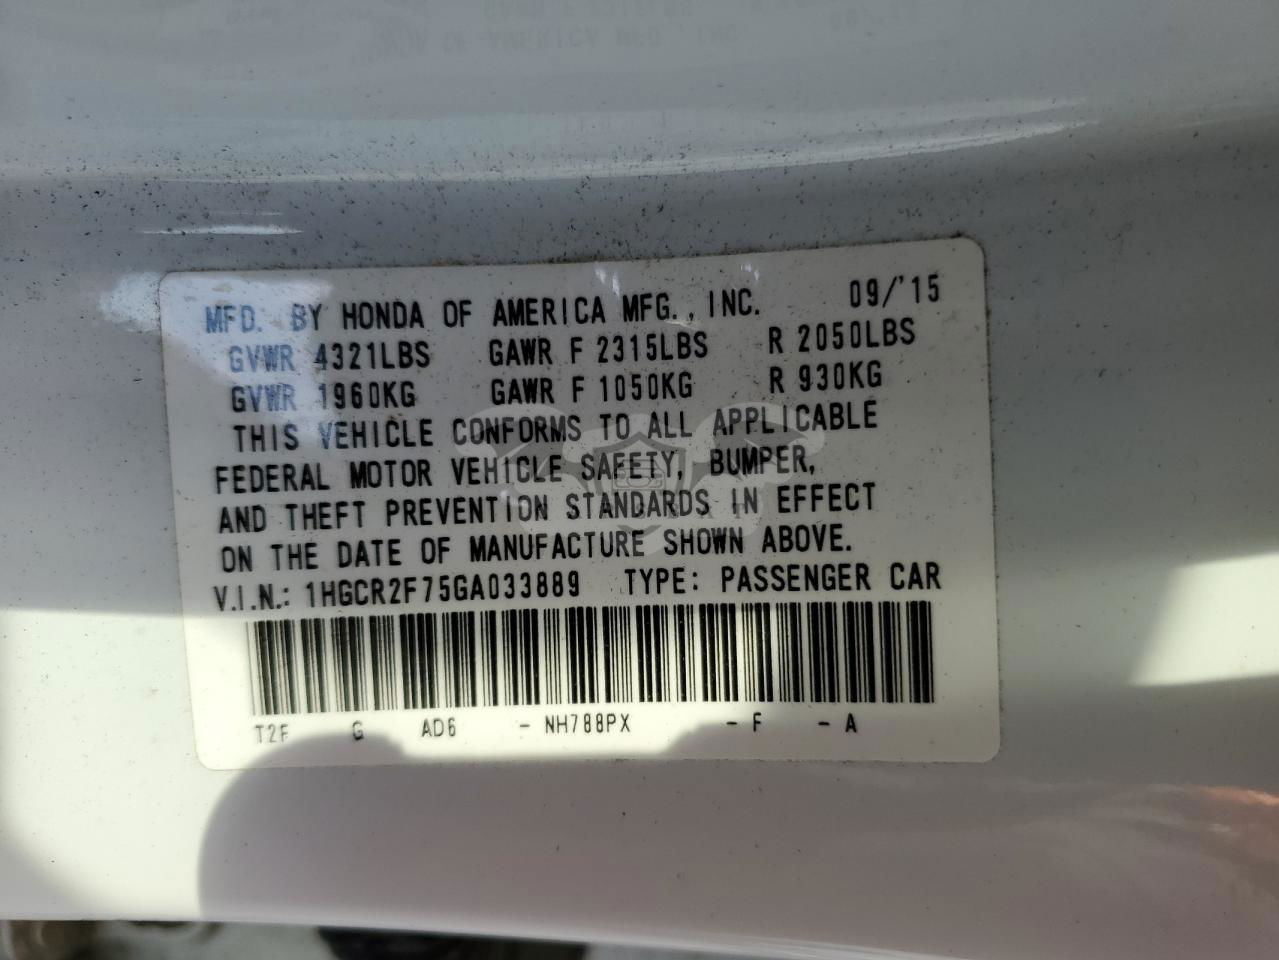 MFD. BY HONDA OF AMERICA MFG., INC. 09/'15
GVWR 4321LBS GAWR F 2315LBS R 2050LBS
GVWR 1960KG GAWR F 1050KG R 930KG
THIS VEHICLE CONFORMS TO ALL APPLICABLE
FEDERAL MOTOR VEHICLE SAFETY, BUMPER,
AND THEFT PREVENTION STANDARDS IN EFFECT
ON THE DATE OF MANUFACTURE SHOWN ABOVE.
V.I.N.: 1HGCR2F75GA033889 TYPE: PASSENGER CAR
T2F G AD6 - NH788PX - F - A